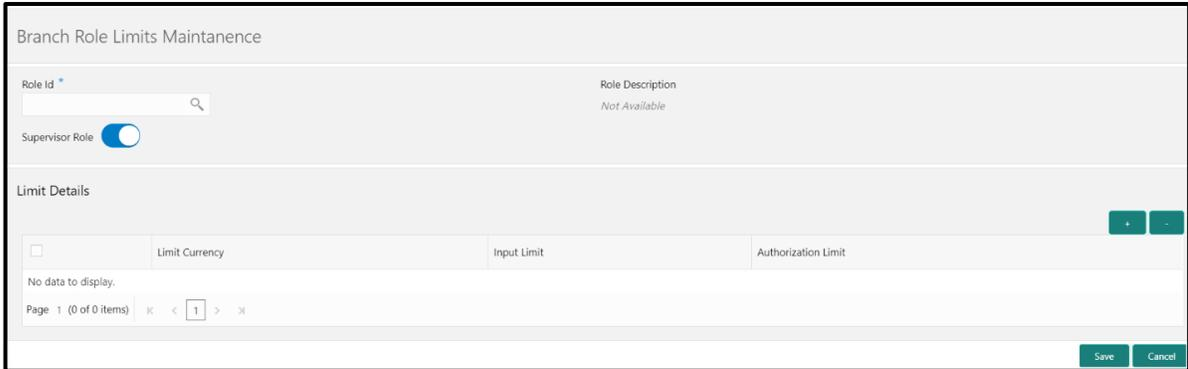 Branch Role Limits Maintanence
Role Id * Role Description
Not Available
Supervisor Role
Limit Details
+ -
Limit Currency Input Limit Authorization Limit
No data to display.
Page 1 (0 of 0 items) K < 1 > >|
Save Cancel